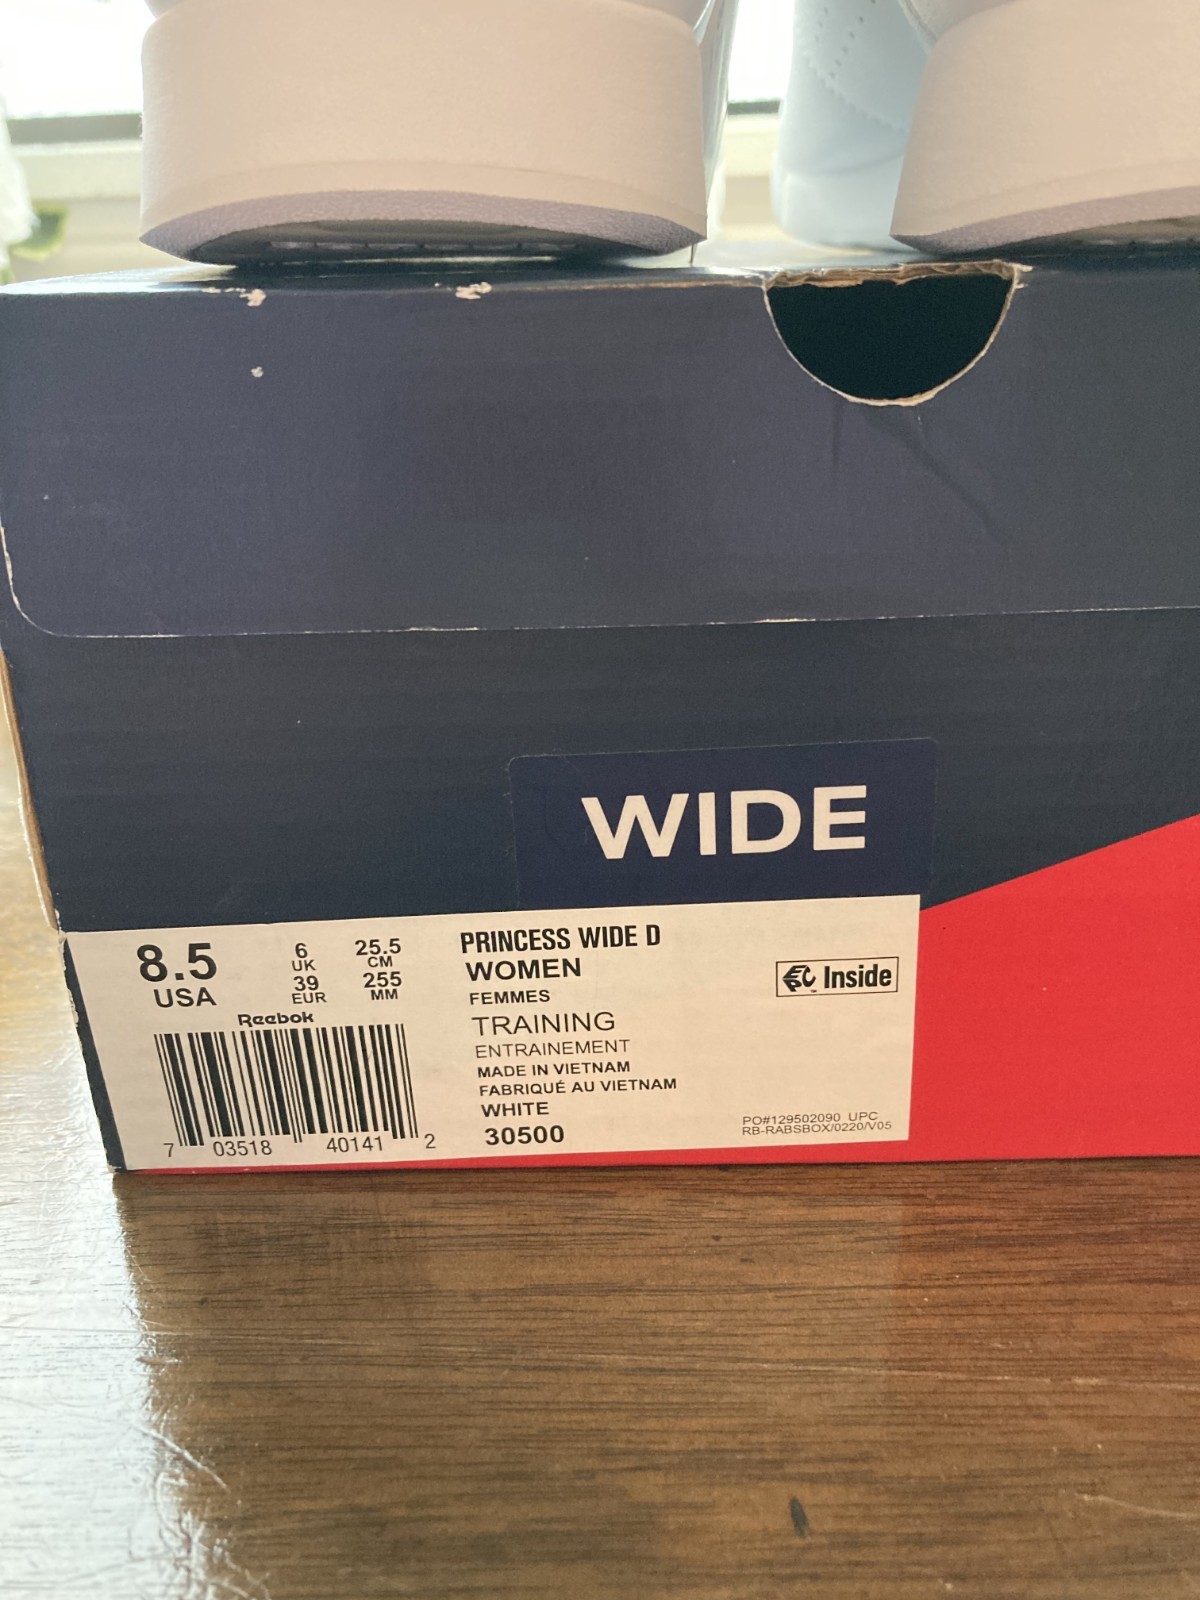 WIDE
8.5
USA
6
UK
39
EUR
25.5
CM
255
MM
Reebok
7 03518 40141 2
PRINCESS WIDE D
WOMEN
FEMMES
TRAINING
ENTRAINEMENT
MADE IN VIETNAM
FABRIQUÉ AU VIETNAM
WHITE
30500
Inside
PO#129502090 UPC
RB-RABSBOX/0220/V05